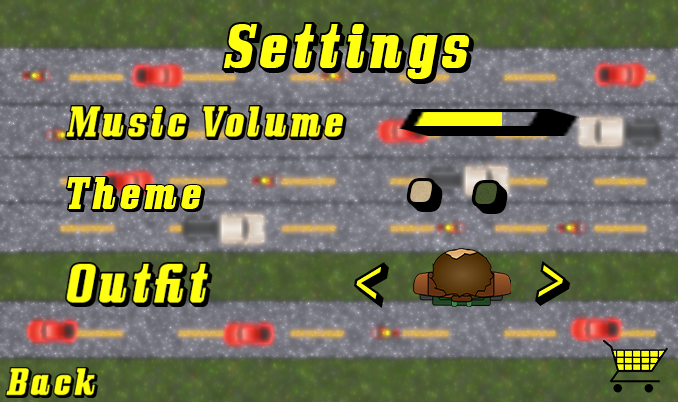 Settings
Music Volume
Theme
Outfit < >
Back